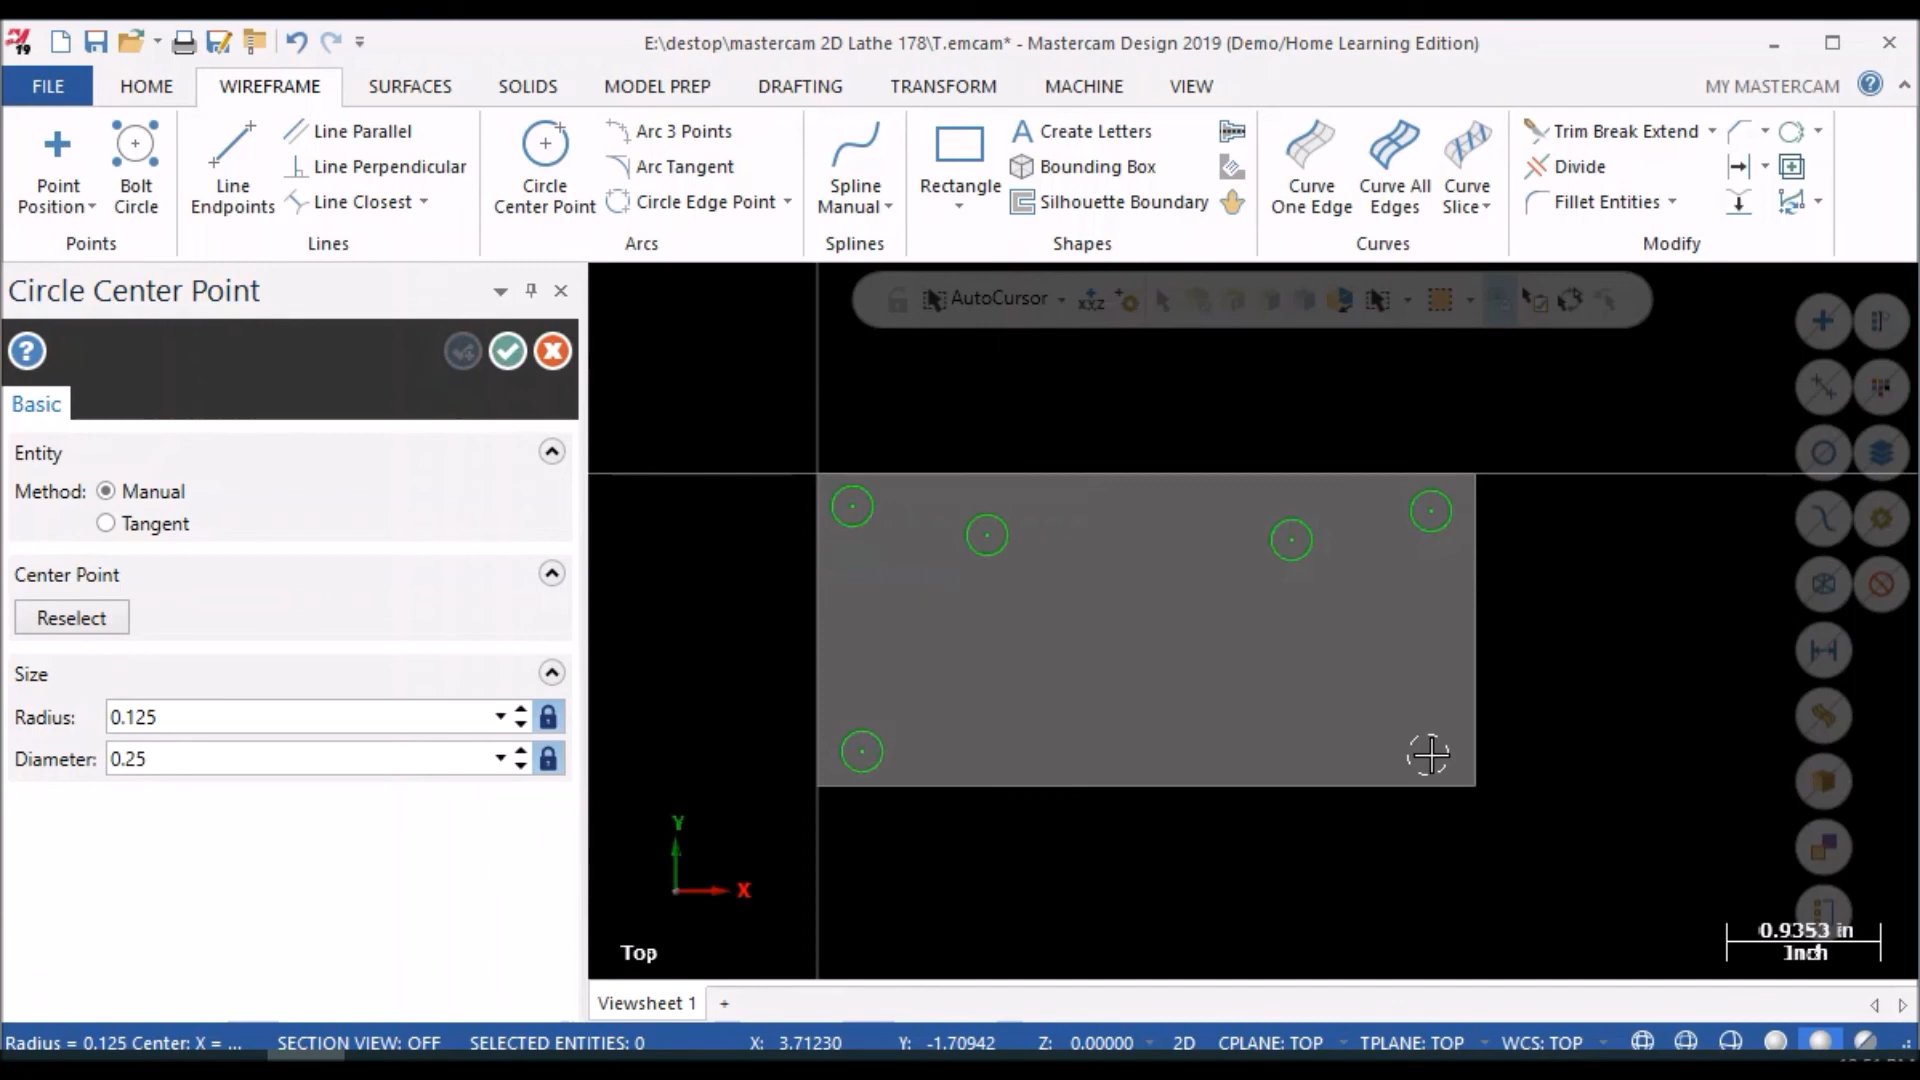 19
E:\destop\mastercam 2D Lathe 178\T.emcam* - Mastercam Design 2019 (Demo/Home Learning Edition)
FILE HOME WIREFRAME SURFACES SOLIDS MODEL PREP DRAFTING TRANSFORM MACHINE VIEW MY MASTERCAM
Point Position
Bolt Circle
Points
Line Endpoints
Line Parallel
Line Perpendicular
Line Closest
Lines
Circle Center Point
Arc 3 Points
Arc Tangent
Circle Edge Point
Arcs
Spline Manual
Splines
Rectangle
Create Letters
Bounding Box
Silhouette Boundary
Shapes
Curve One Edge
Curve All Edges
Curve Slice
Curves
Trim Break Extend
Divide
Fillet Entities
Modify
Circle Center Point
AutoCursor
xyz
Basic
Entity
Method: Manual
Tangent
Center Point
Reselect
Size
Radius: 0.125
Diameter: 0.25
Y
X
Top
0.9353 in
Inch
Viewsheet 1 +
Radius = 0.125 Center: X = ... SECTION VIEW: OFF SELECTED ENTITIES: 0 X: 3.71230 Y: -1.70942 Z: 0.00000 2D CPLANE: TOP TPLANE: TOP WCS: TOP